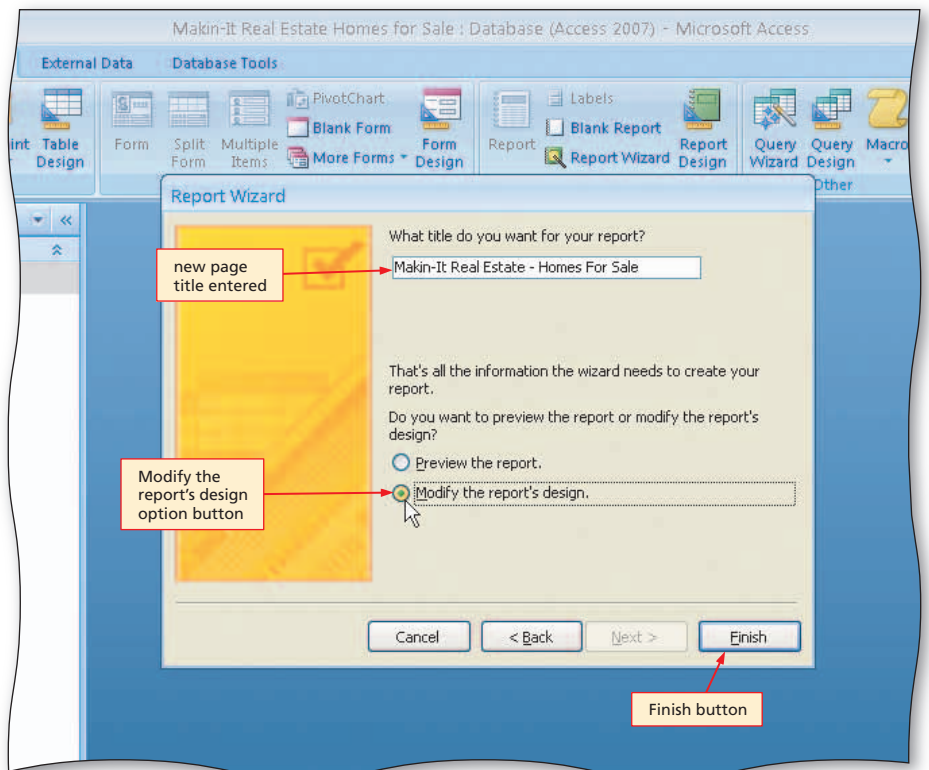 Makin-It Real Estate Homes for Sale : Database (Access 2007) - Microsoft Access
External Data Database Tools
int Table Design
Form
Split Form
Multiple Items
PivotChart
Blank Form
More Forms
Form Design
Report
Labels
Blank Report
Report Wizard
Report Design
Query Wizard
Query Design
Macro
Other
Report Wizard
What title do you want for your report?
new page
title entered
Makin-It Real Estate - Homes For Sale
That's all the information the wizard needs to create your
report.
Do you want to preview the report or modify the report's
design?
Preview the report.
Modify the
report's design
option button
Modify the report's design.
Cancel < Back Next > Finish
Finish button